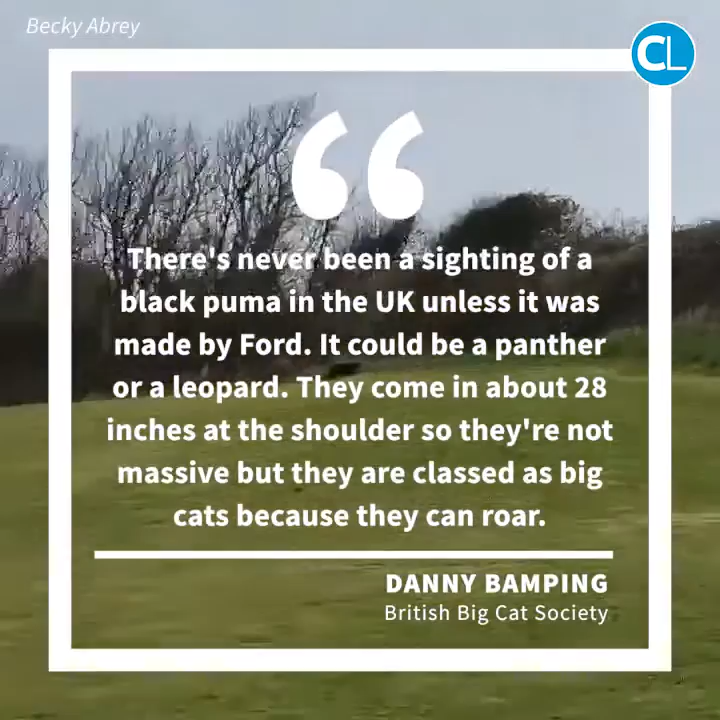 Becky Abrey
CL
“
There's never been a sighting of a
black puma in the UK unless it was
made by Ford. It could be a panther
or a leopard. They come in about 28
inches at the shoulder so they're not
massive but they are classed as big
cats because they can roar.
DANNY BAMPING
British Big Cat Society